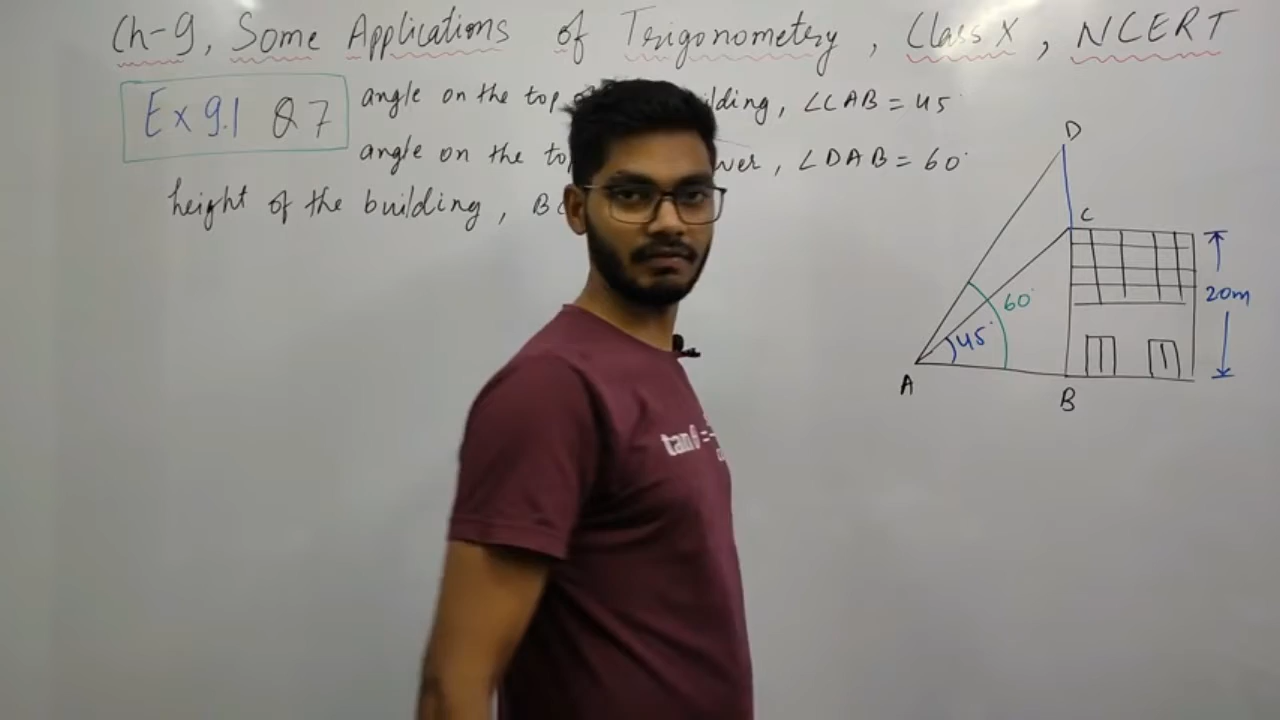 Ch-9, Some Applications of Trigonometry, Class X, NCERT
Ex 9.1 Q7
angle on the top ilding, ∠CAB = 45°
angle on the to wer, ∠DAB = 60°
height of the building, B
D
C
20m
60°
45°
A
B
tan θ =